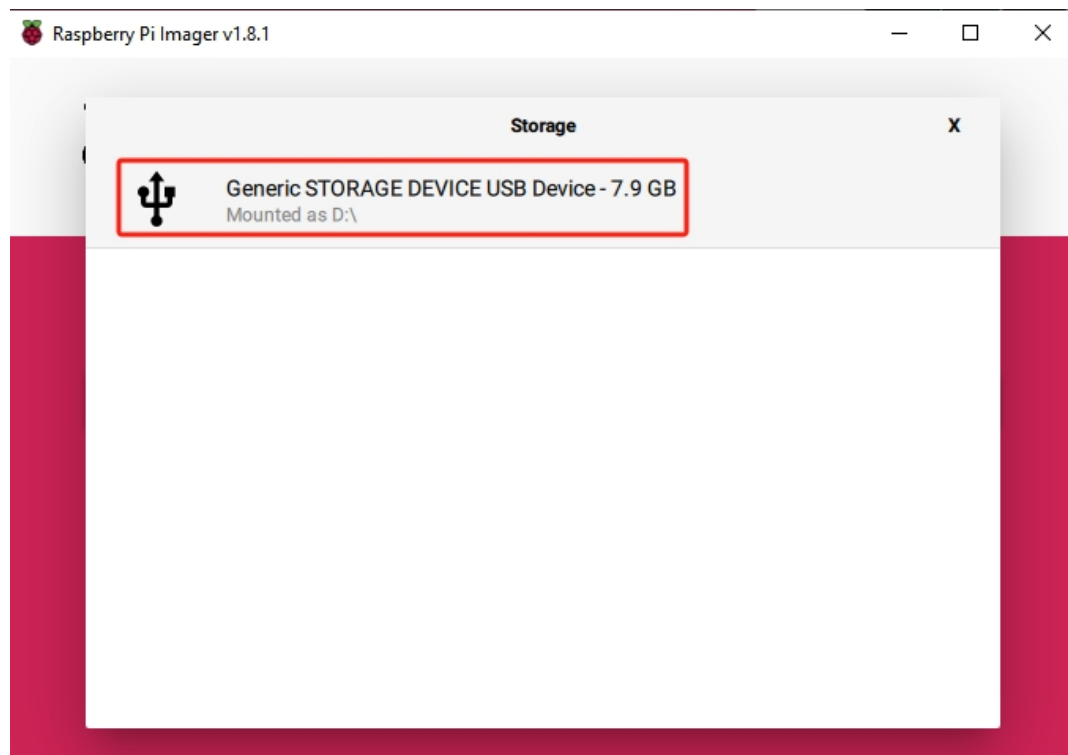 Raspberry Pi Imager v1.8.1
Storage
X
Generic STORAGE DEVICE USB Device - 7.9 GB
Mounted as D:\